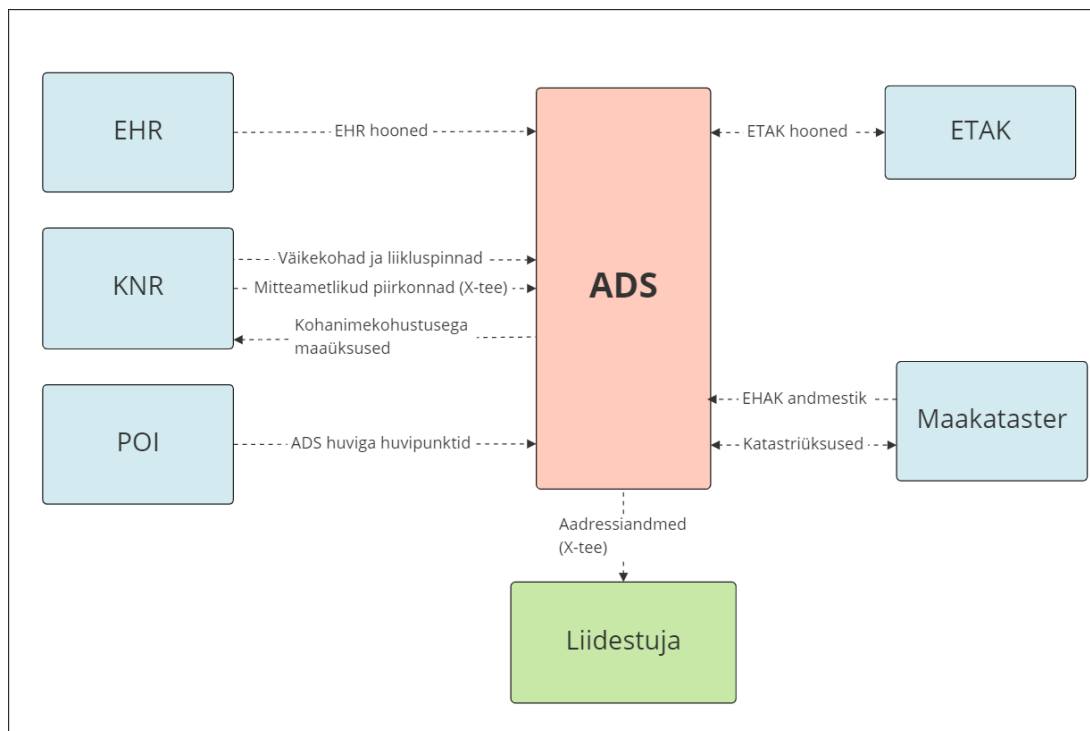 EHR
EHR hooned
ETAK hooned
ETAK
KNR
Väikekohad ja liikluspinnad
Mitteametlikud piirkonnad (X-tee)
Kohanimekohustusega
maaüksused
ADS
POI
ADS huviga huvipunktid
EHAK andmestik
Katastriüksused
Maakataster
Aadressiandmed
(X-tee)
Liidestuja